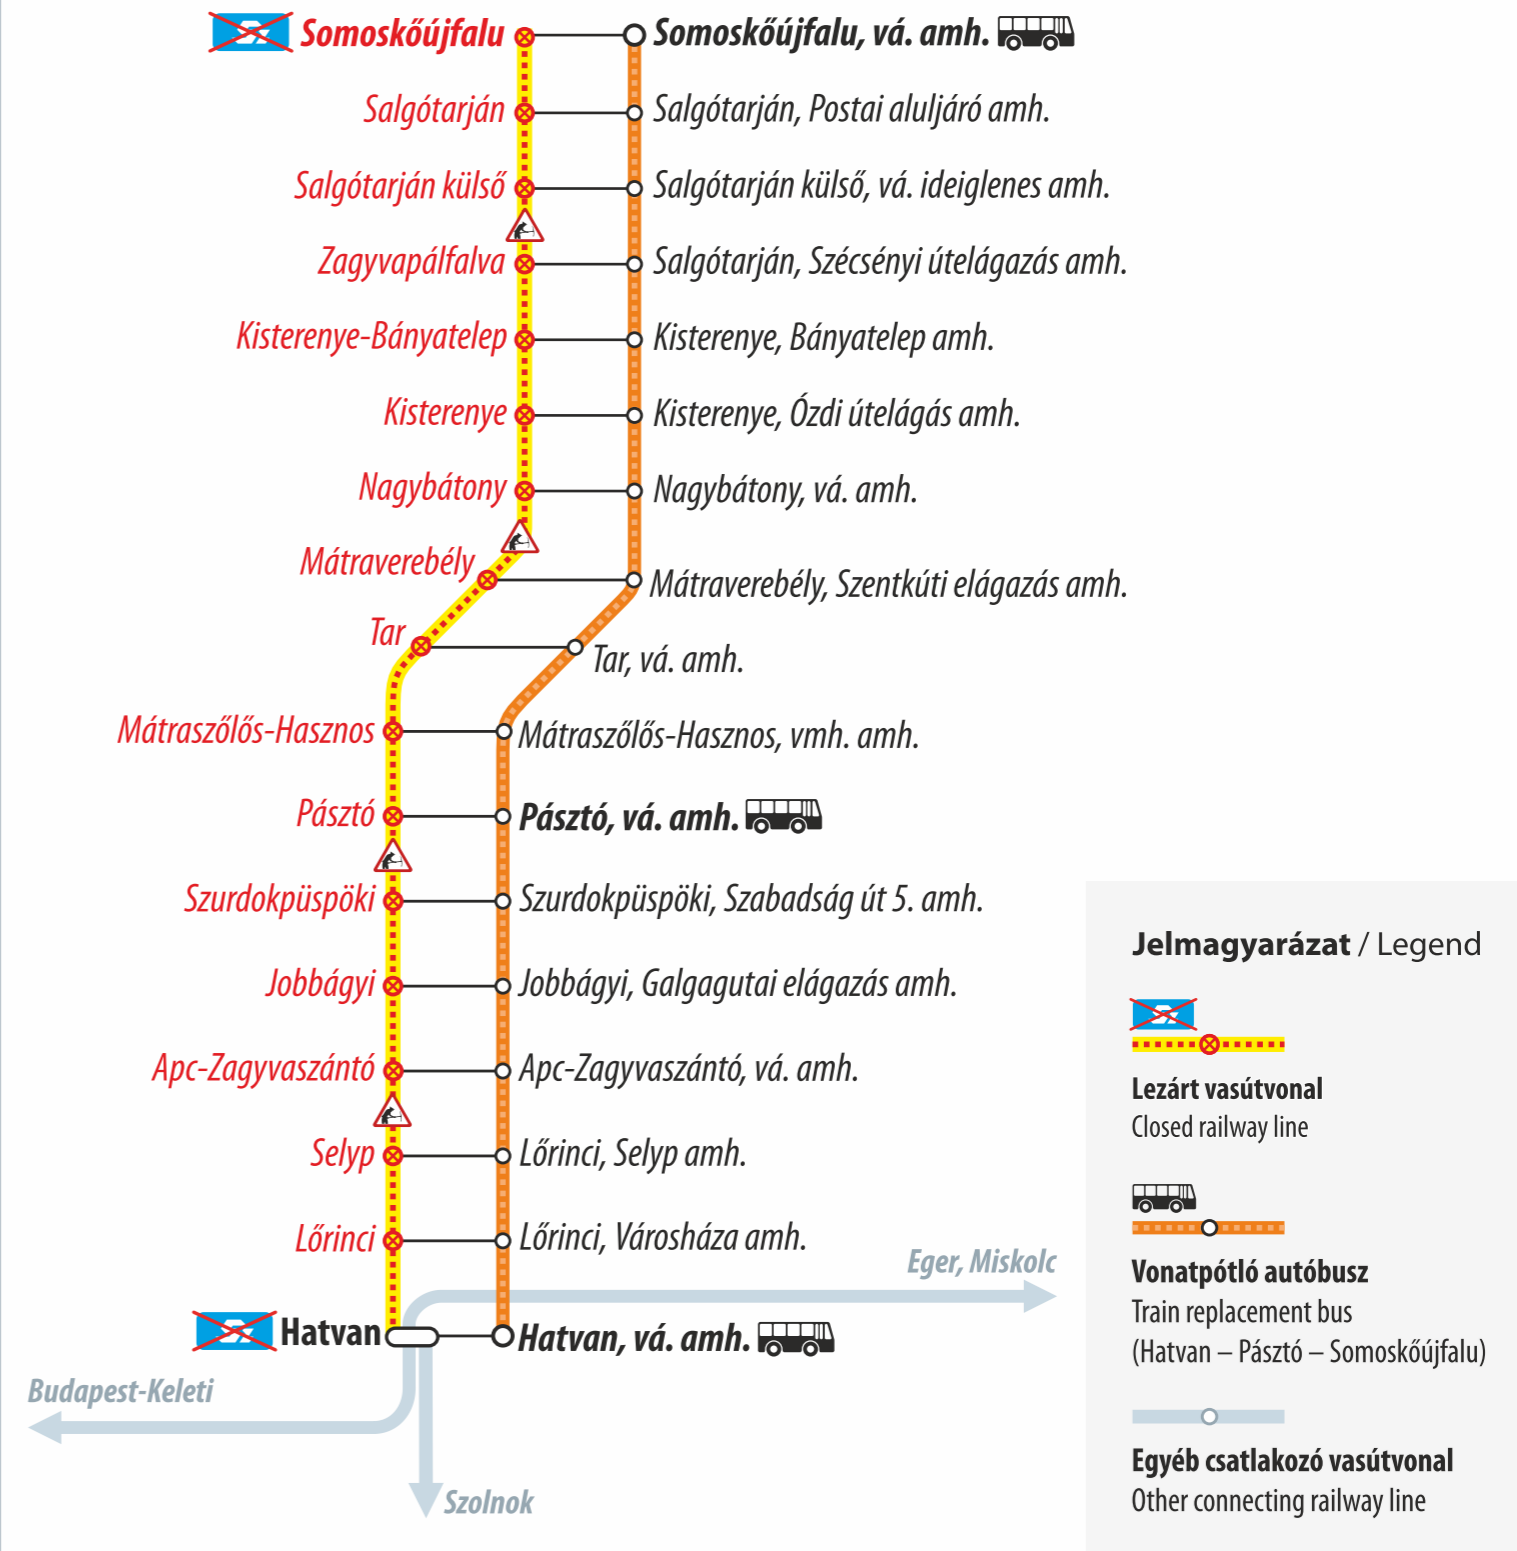 Somoskőújfalu
Somoskőújfalu, vá. amh.
Salgótarján
Salgótarján, Postai aluljáró amh.
Salgótarján külső
Salgótarján külső, vá. ideiglenes amh.
Zagyvapálfalva
Salgótarján, Szécsényi útelágazás amh.
Kisterenye-Bányatelep
Kisterenye, Bányatelep amh.
Kisterenye
Kisterenye, Ózdi útelágás amh.
Nagybátony
Nagybátony, vá. amh.
Mátraverebély
Mátraverebély, Szentkúti elágazás amh.
Tar
Tar, vá. amh.
Mátraszőlős-Hasznos
Mátraszőlős-Hasznos, vmh. amh.
Pásztó
Pásztó, vá. amh.
Szurdokpüspöki
Szurdokpüspöki, Szabadság út 5. amh.
Jobbágyi
Jobbágyi, Galgagutai elágazás amh.
Apc-Zagyvaszántó
Apc-Zagyvaszántó, vá. amh.
Selyp
Lőrinci, Selyp amh.
Lőrinci
Lőrinci, Városháza amh.
Eger, Miskolc
Hatvan
Hatvan, vá. amh.
Budapest-Keleti
Szolnok
Jelmagyarázat / Legend
Lezárt vasútvonal
Closed railway line
Vonatpótló autóbusz
Train replacement bus
(Hatvan – Pásztó – Somoskőújfalu)
Egyéb csatlakozó vasútvonal
Other connecting railway line